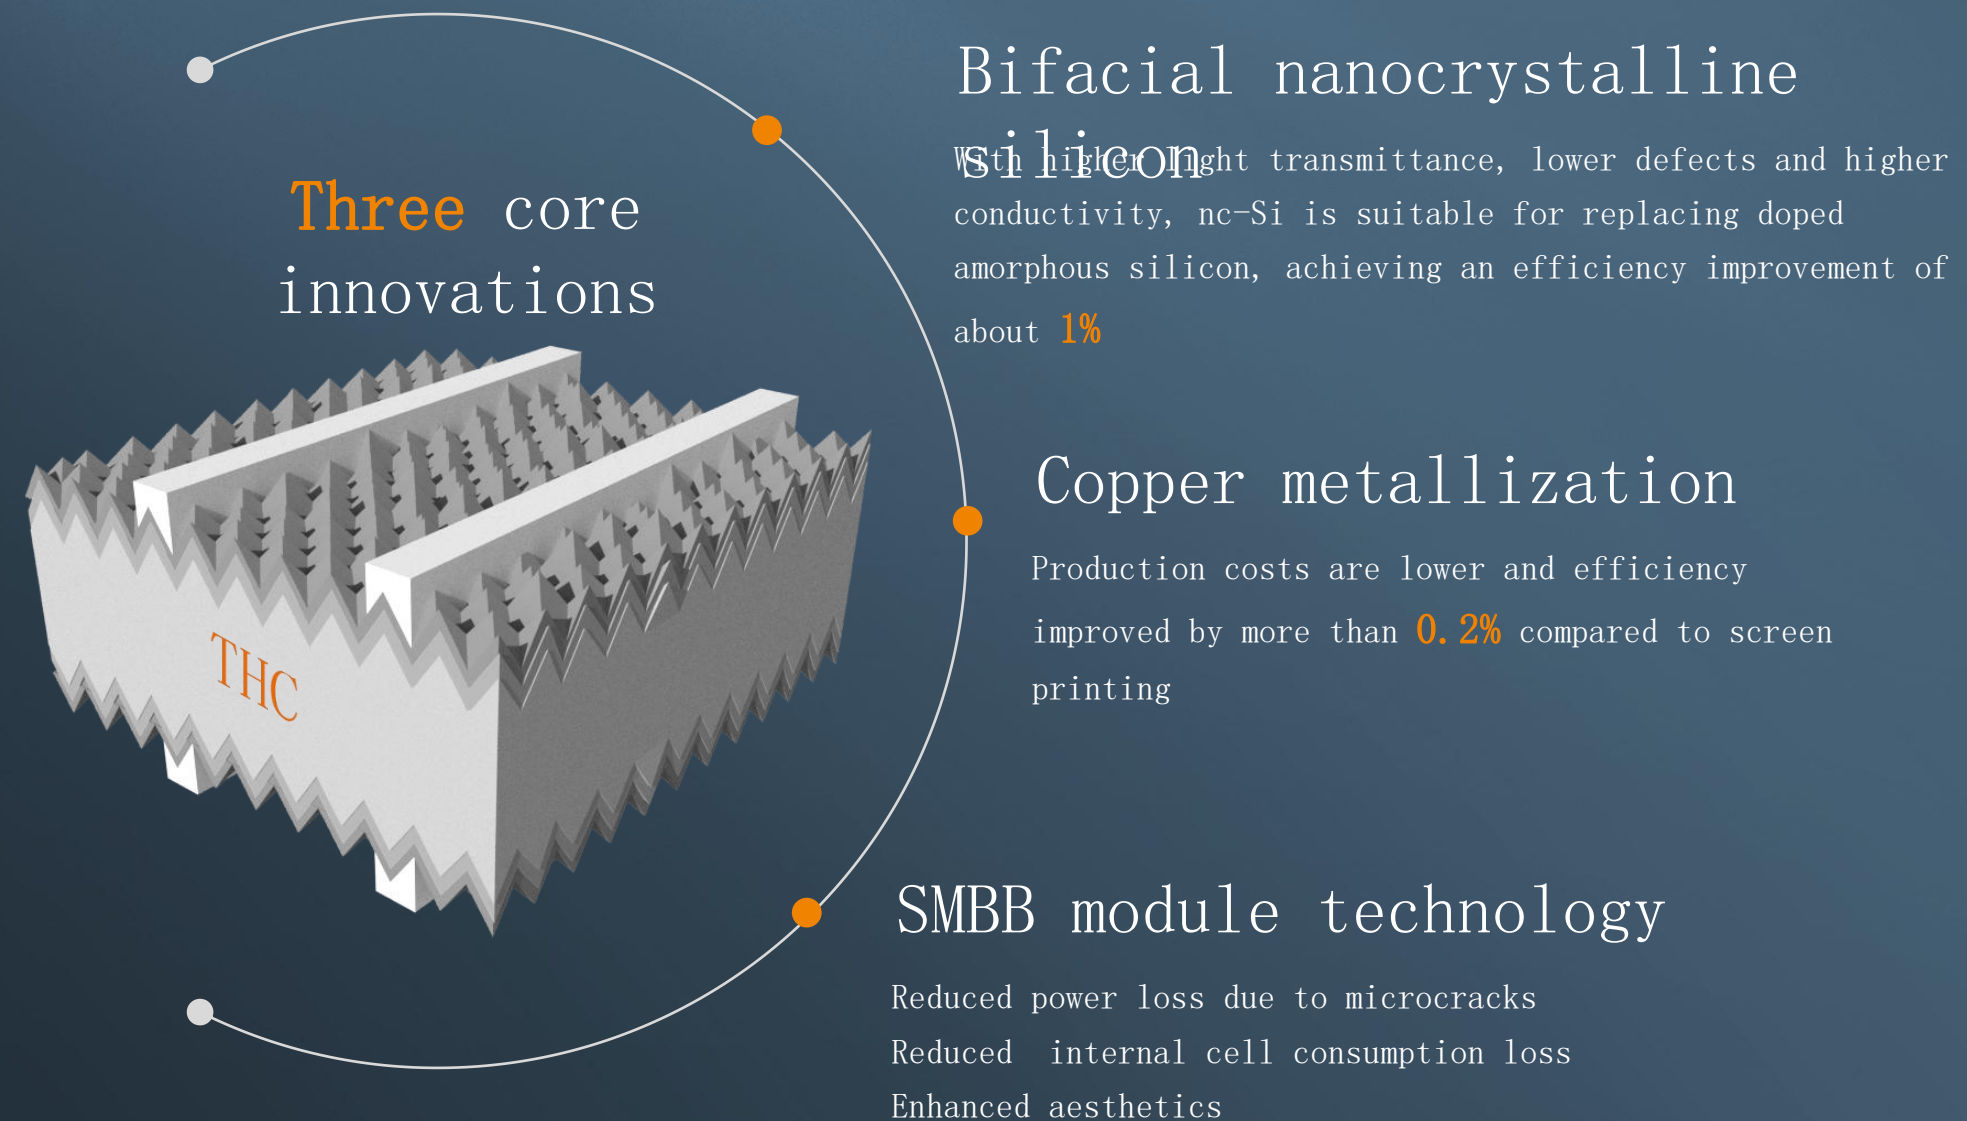 Three core
innovations
THC
Bifacial nanocrystalline
silicon
With higher light transmittance, lower defects and higher
conductivity, nc-Si is suitable for replacing doped
amorphous silicon, achieving an efficiency improvement of
about 1%
Copper metallization
Production costs are lower and efficiency
improved by more than 0.2% compared to screen
printing
SMBB module technology
Reduced power loss due to microcracks
Reduced  internal cell consumption loss
Enhanced aesthetics